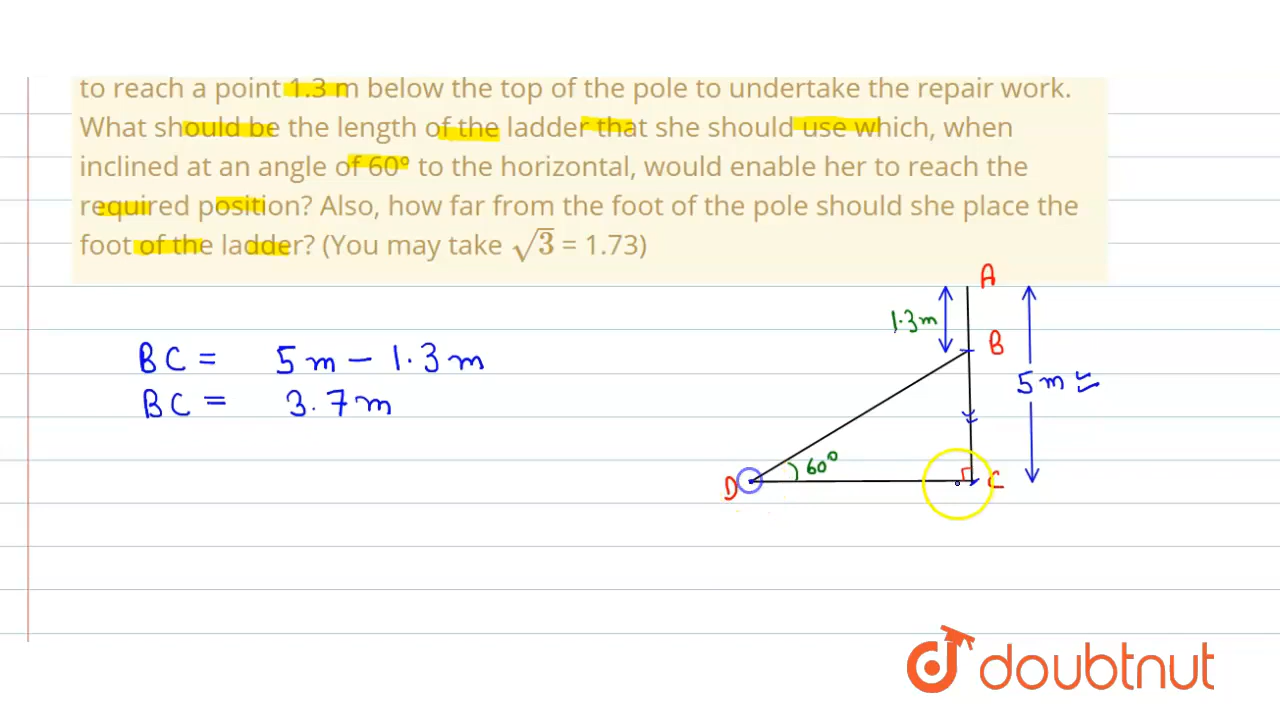 to reach a point 1.3 m below the top of the pole to undertake the repair work.
What should be the length of the ladder that she should use which, when
inclined at an angle of 60° to the horizontal, would enable her to reach the
required position? Also, how far from the foot of the pole should she place the
foot of the ladder? (You may take √3 = 1.73)
A
1.3m
B
BC = 5m - 1.3m
5m
BC = 3.7m
60°
D
C
doubtnut